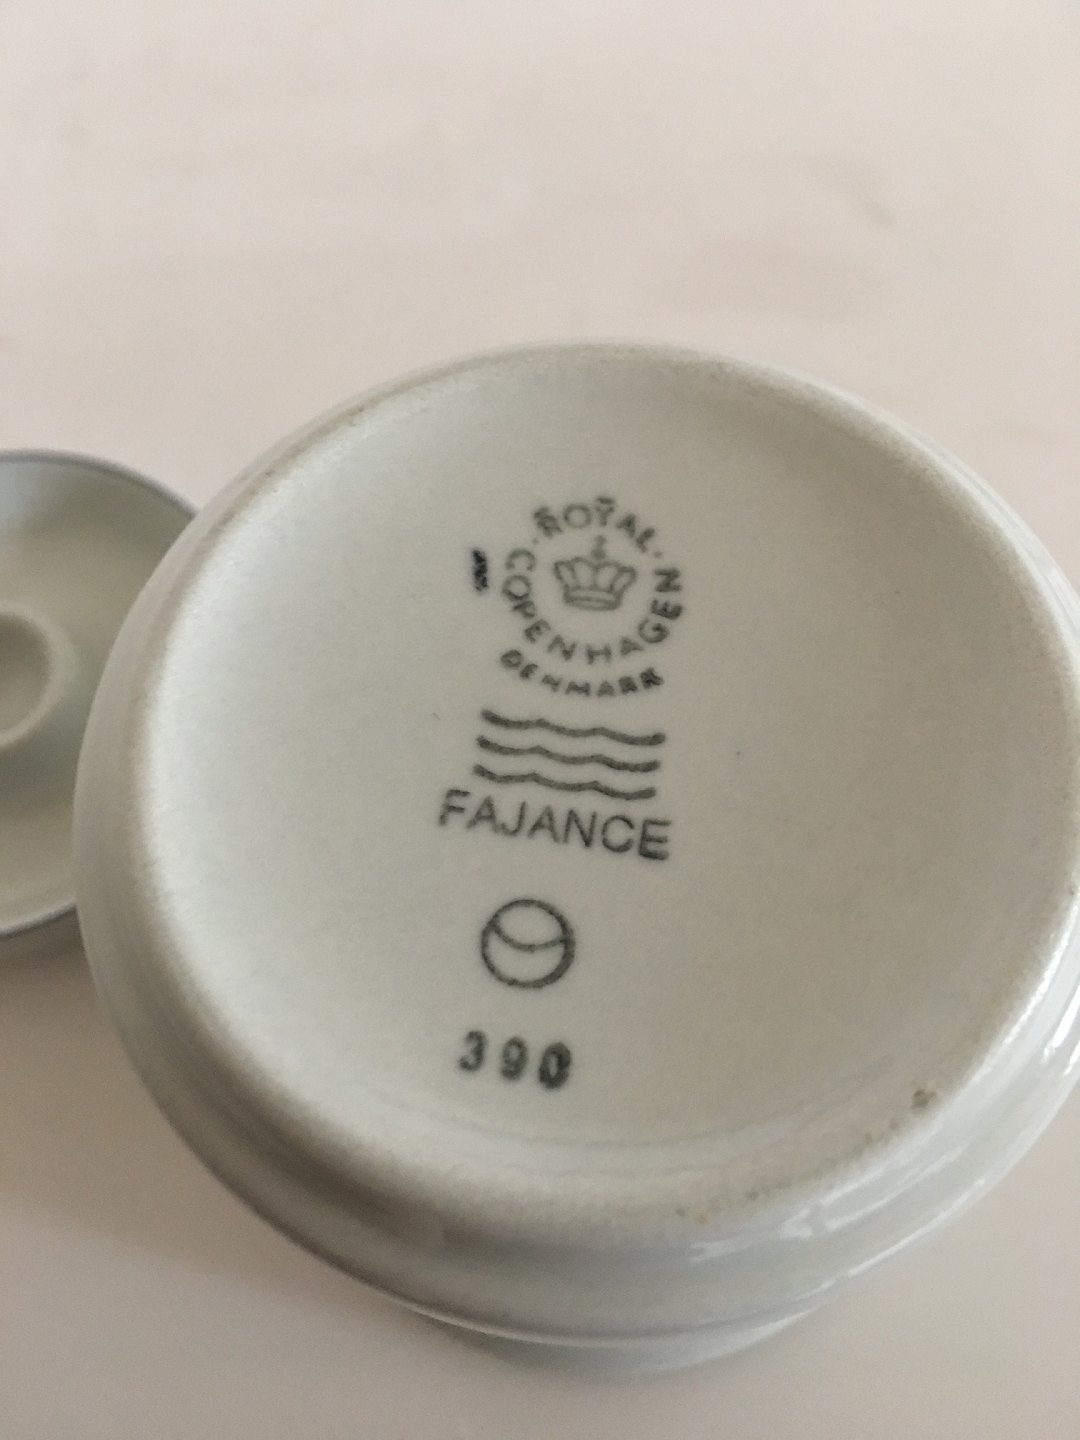 ROYAL
COPENHAGEN
DENMARK
FAJANCE
390